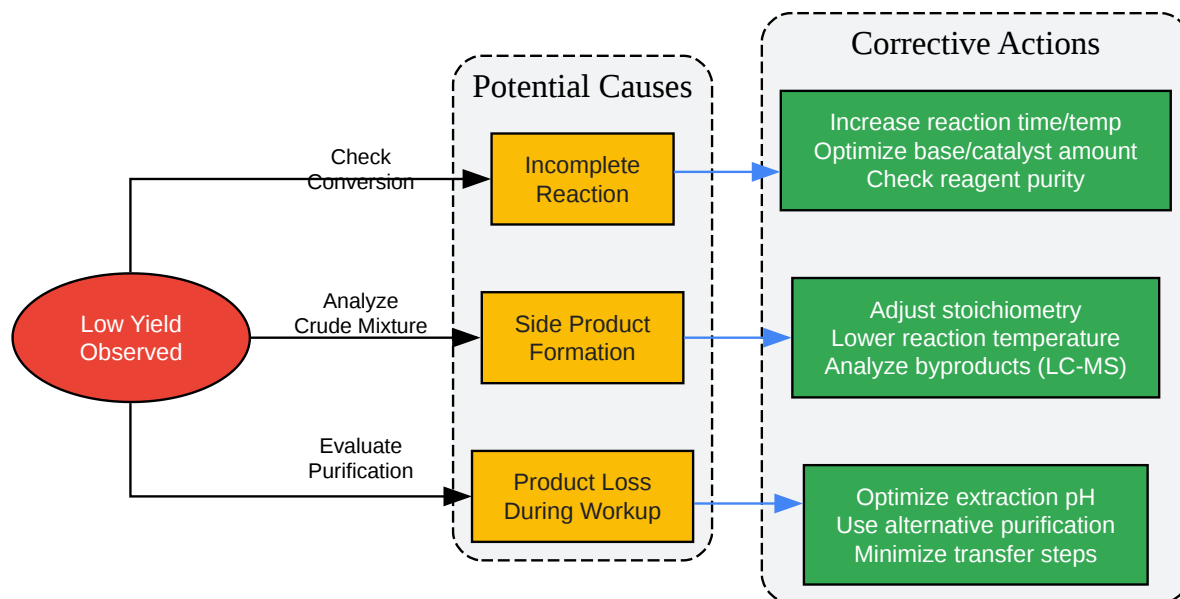 Corrective Actions
Potential Causes
Increase reaction time/temp
Optimize base/catalyst amount
Check reagent purity
Check
Conversion
Incomplete
Reaction
Low Yield
Observed
Analyze
Crude Mixture
Side Product
Formation
Adjust stoichiometry
Lower reaction temperature
Analyze byproducts (LC-MS)
Evaluate
Purification
Product Loss
During Workup
Optimize extraction pH
Use alternative purification
Minimize transfer steps